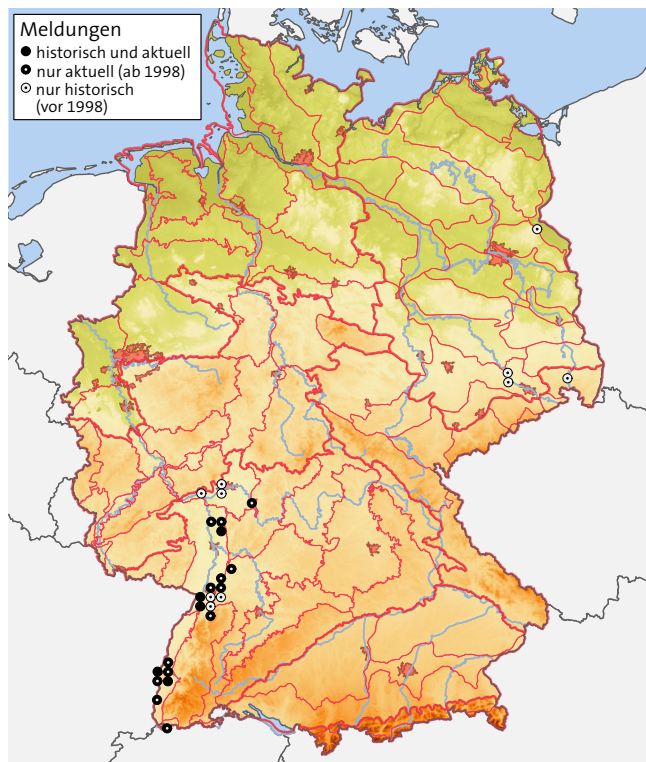 Meldungen
historisch und aktuell
nur aktuell (ab 1998)
nur historisch
(vor 1998)